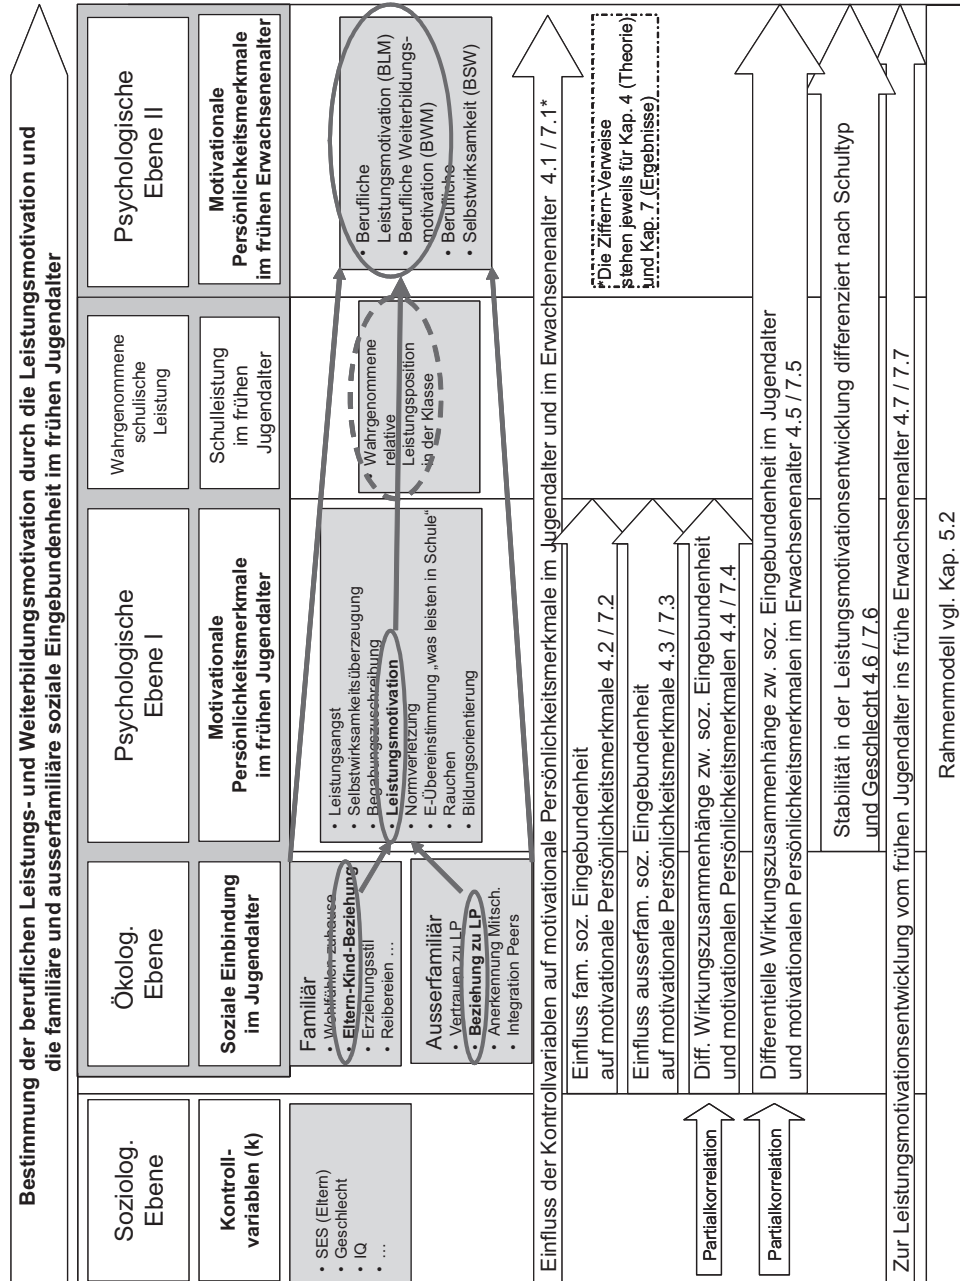 Bestimmung der beruflichen Leistungs- und Weiterbildungsmotivation durch die Leistungsmotivation und
die familiäre und ausserfamiliäre soziale Eingebundenheit im frühen Jugendalter
Soziolog.
Ebene
Ökolog.
Ebene
Psychologische
Ebene I
Wahrgenommene
schulische
Leistung
Psychologische
Ebene II
Kontroll-
variablen (k)
Soziale Einbindung
im Jugendalter
Motivationale
Persönlichkeitsmerkmale
im frühen Jugendalter
Schulleistung
im frühen
Jugendalter
Motivationale
Persönlichkeitsmerkmale
im frühen Erwachsenenalter
• SES (Eltern)
• Geschlecht
• IQ
• …
Familiär
• Wohlfühlen zuhause
• Eltern-Kind-Beziehung
• Erziehungsstil
• Reibereien …
Ausserfamiliär
• Vertrauen zu LP
• Beziehung zu LP
• Anerkennung Mitsch.
• Integration Peers
• Leistungsangst
• Selbstwirksamkeitsüberzeugung
• Begabungszuschreibung
• Leistungsmotivation
• Normverletzung
• E-Übereinstimmung „was leisten in Schule“
• Rauchen
• Bildungsorientierung
• Wahrgenommene
relative
Leistungsposition
in der Klasse
• Berufliche
Leistungsmotivation (BLM)
• Berufliche Weiterbildungs-
motivation (BWM)
• Berufliche
• Selbstwirksamkeit (BSW)
Einfluss der Kontrollvariablen auf motivationale Persönlichkeitsmerkmale im Jugendalter und im Erwachsenenalter 4.1 / 7.1*
Einfluss fam. soz. Eingebundenheit
auf motivationale Persönlichkeitsmerkmale 4.2 / 7.2
*Die Ziffern-Verweise
stehen jeweils für Kap. 4 (Theorie)
und Kap. 7 (Ergebnisse)
Einfluss ausserfam. soz. Eingebundenheit
auf motivationale Persönlichkeitsmerkmale 4.3 / 7.3
Partialkorrelation
Diff. Wirkungszusammenhänge zw. soz. Eingebundenheit
und motivationalen Persönlichkeitsmerkmalen 4.4 / 7.4
Partialkorrelation
Differentielle Wirkungszusammenhänge zw. soz. Eingebundenheit im Jugendalter
und motivationalen Persönlichkeitsmerkmalen im Erwachsenenalter 4.5 / 7.5
Stabilität in der Leistungsmotivationsentwicklung differenziert nach Schultyp
und Geschlecht 4.6 / 7.6
Zur Leistungsmotivationsentwicklung vom frühen Jugendalter ins frühe Erwachsenenalter 4.7 / 7.7
Rahmenmodell vgl. Kap. 5.2